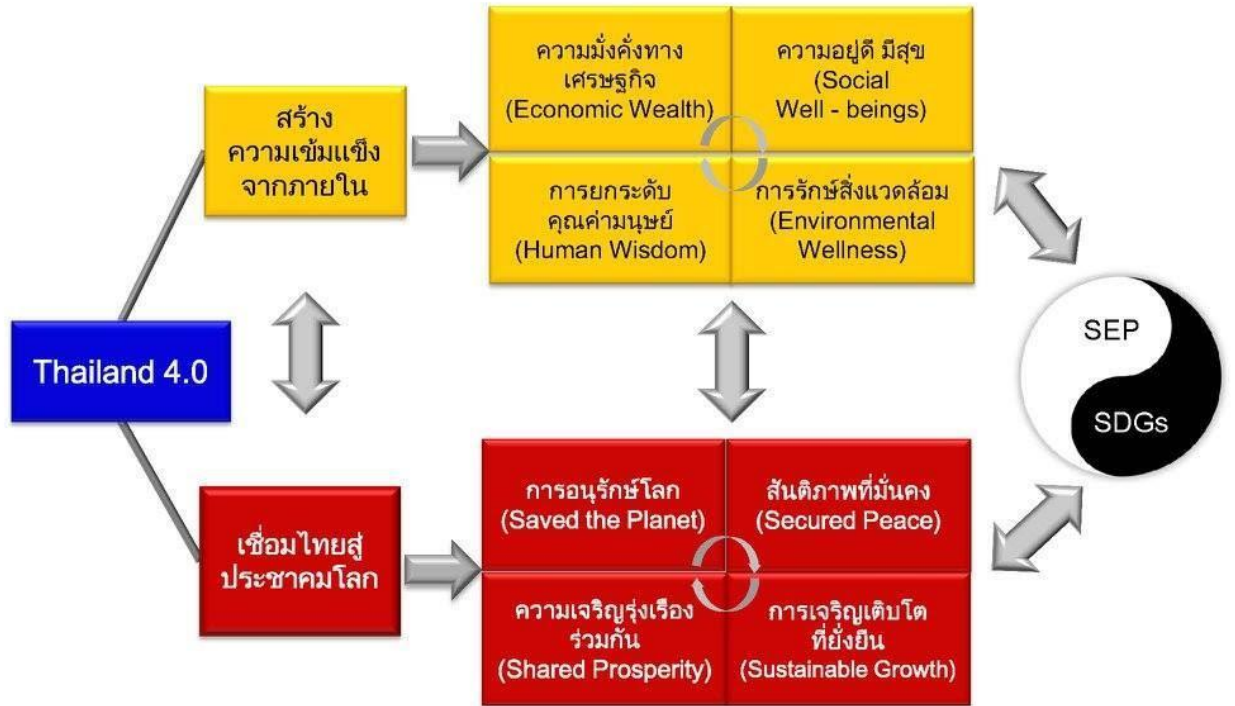 ความมั่งคั่งทาง
เศรษฐกิจ
(Economic Wealth)
ความอยู่ดี มีสุข
(Social
Well - beings)
สร้าง
ความเข้มแข็ง
จากภายใน
การยกระดับ
คุณค่ามนุษย์
(Human Wisdom)
การรักษ์สิ่งแวดล้อม
(Environmental
Wellness)
Thailand 4.0
SEP
SDGs
เชื่อมไทยสู่
ประชาคมโลก
การอนุรักษ์โลก
(Saved the Planet)
สันติภาพที่มั่นคง
(Secured Peace)
ความเจริญรุ่งเรือง
ร่วมกัน
(Shared Prosperity)
การเจริญเติบโต
ที่ยั่งยืน
(Sustainable Growth)